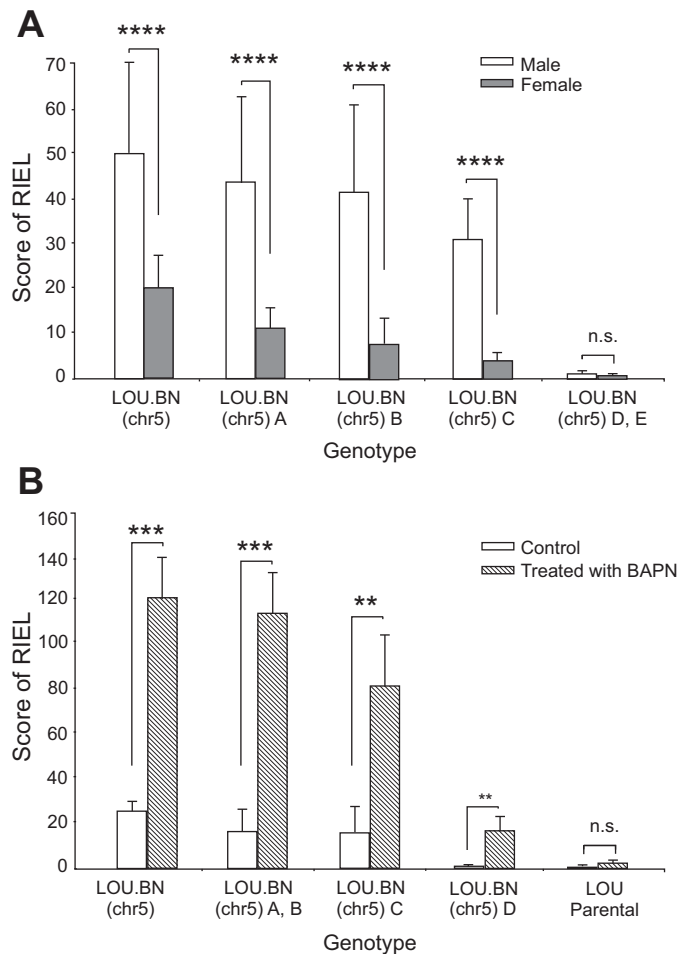 A
****
****
****
****
n.s.
Male
Female
Score of RIEL
70
60
50
40
30
20
10
0
LOU.BN
(chr5)
LOU.BN
(chr5) A
LOU.BN
(chr5) B
LOU.BN
(chr5) C
LOU.BN
(chr5) D, E
Genotype
B
***
***
**
**
n.s.
Control
Treated with BAPN
Score of RIEL
160
140
120
100
80
60
40
20
0
LOU.BN
(chr5)
LOU.BN
(chr5) A, B
LOU.BN
(chr5) C
LOU.BN
(chr5) D
LOU
Parental
Genotype